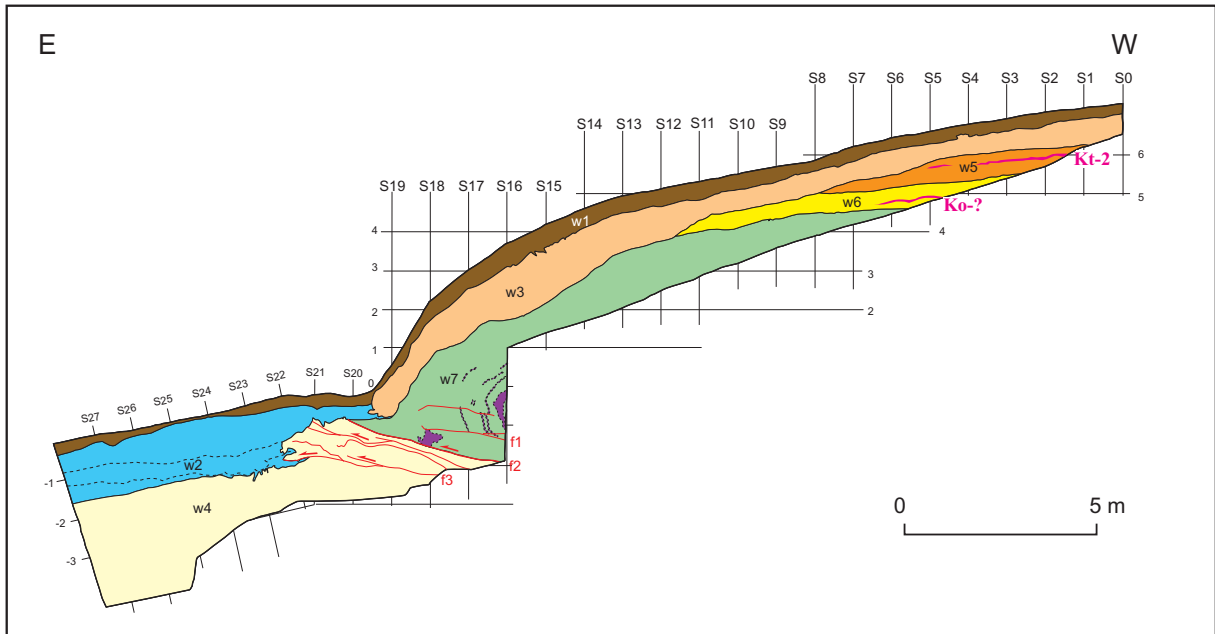 E
W
S8 S7 S6 S5 S4 S3 S2 S1 S0
S14 S13 S12 S11 S10 S9
S19 S18 S17 S16 S15
w5
Kt-2
6
w6
Ko-?
5
w1
4
4
3
w3
3
2
2
1
S27 S26 S25 S24 S23 S22 S21 S20
0
w7
f1
w2
f2
-1
f3
w4
-2
-3
0 5 m